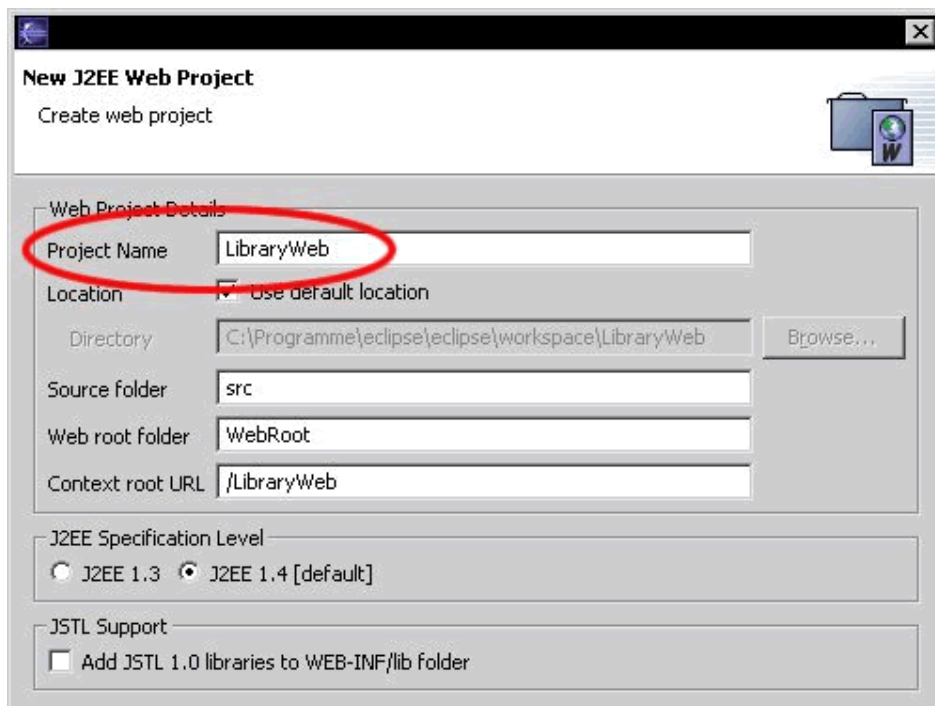 New J2EE Web Project
Create web project
W
Web Project Details
Project Name LibraryWeb
Location Use default location
Directory C:\Programme\eclipse\eclipse\workspace\LibraryWeb Browse...
Source folder src
Web root folder WebRoot
Context root URL /LibraryWeb
J2EE Specification Level
J2EE 1.3 J2EE 1.4 [default]
JSTL Support
Add JSTL 1.0 libraries to WEB-INF/lib folder